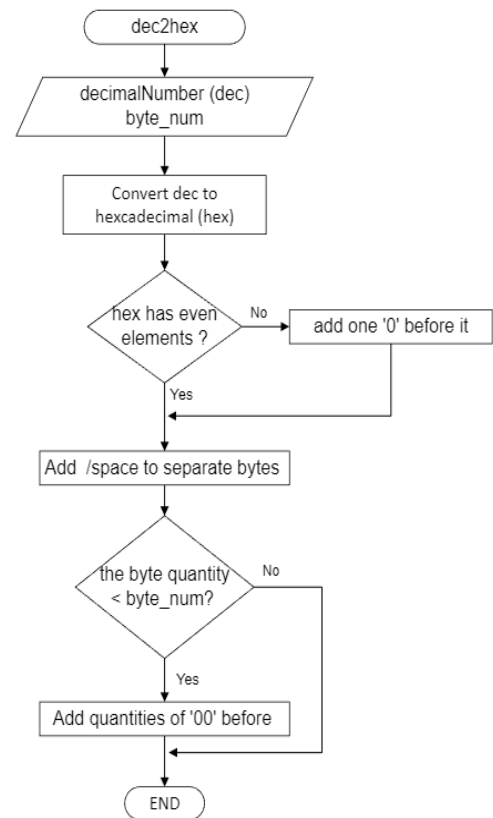 dec2hex
decimalNumber (dec)
byte_num
Convert dec to
hexcadecimal (hex)
hex has even
elements ?
No
add one '0' before it
Yes
Add /space to separate bytes
the byte quantity
< byte_num?
No
Yes
Add quantities of '00' before
END